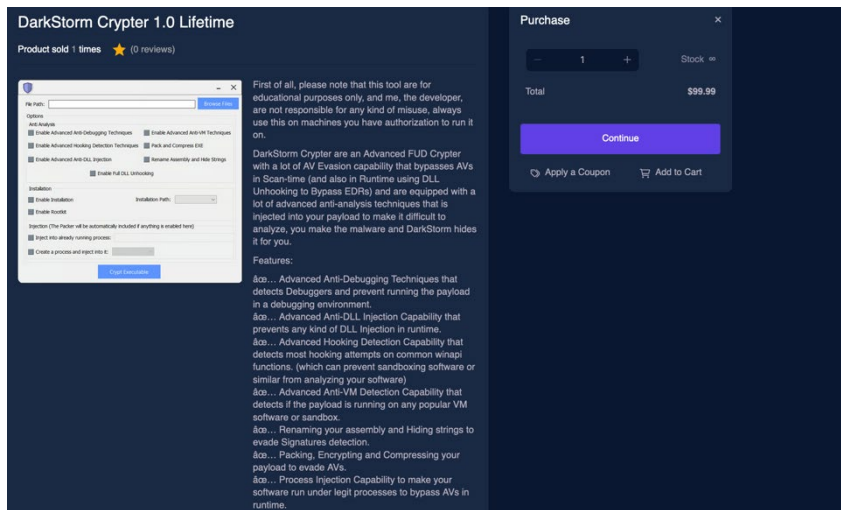 DarkStorm Crypter 1.0 Lifetime
Product sold 1 times (0 reviews)
File Path: Browse Files
Options
Anti Analysis
Enable Advanced Anti-Debugging Techniques Enable Advanced Anti-VM Techniques
Enable Advanced Hooking Detection Techniques Pack and Compress EXE
Enable Advanced Anti-DLL Injection Rename Assembly and Hide Strings
Enable Full DLL Unhooking
Installation
Enable Installation Installation Path:
Enable Rootkit
Injection (The Packer will be automatically included if anything is enabled here)
Inject into already running process:
Create a process and inject into it:
Crypt Executable
First of all, please note that this tool are for
educational purposes only, and me, the developer,
are not responsible for any kind of misuse, always
use this on machines you have authorization to run it
on.
DarkStorm Crypter are an Advanced FUD Crypter
with a lot of AV Evasion capability that bypasses AVs
in Scan-time (and also in Runtime using DLL
Unhooking to Bypass EDRs) and are equipped with a
lot of advanced anti-analysis techniques that is
injected into your payload to make it difficult to
analyze, you make the malware and DarkStorm hides
it for you.
Features:
âœ… Advanced Anti-Debugging Techniques that
detects Debuggers and prevent running the payload
in a debugging environment.
âœ… Advanced Anti-DLL Injection Capability that
prevents any kind of DLL Injection in runtime.
âœ… Advanced Hooking Detection Capability that
detects most hooking attempts on common winapi
functions. (which can prevent sandboxing software or
similar from analyzing your software)
âœ… Advanced Anti-VM Detection Capability that
detects if the payload is running on any popular VM
software or sandbox.
âœ… Renaming your assembly and Hiding strings to
evade Signatures detection.
âœ… Packing, Encrypting and Compressing your
payload to evade AVs.
âœ… Process Injection Capability to make your
software run under legit processes to bypass AVs in
runtime.
Purchase
1 Stock ∞
Total $99.99
Continue
Apply a Coupon Add to Cart